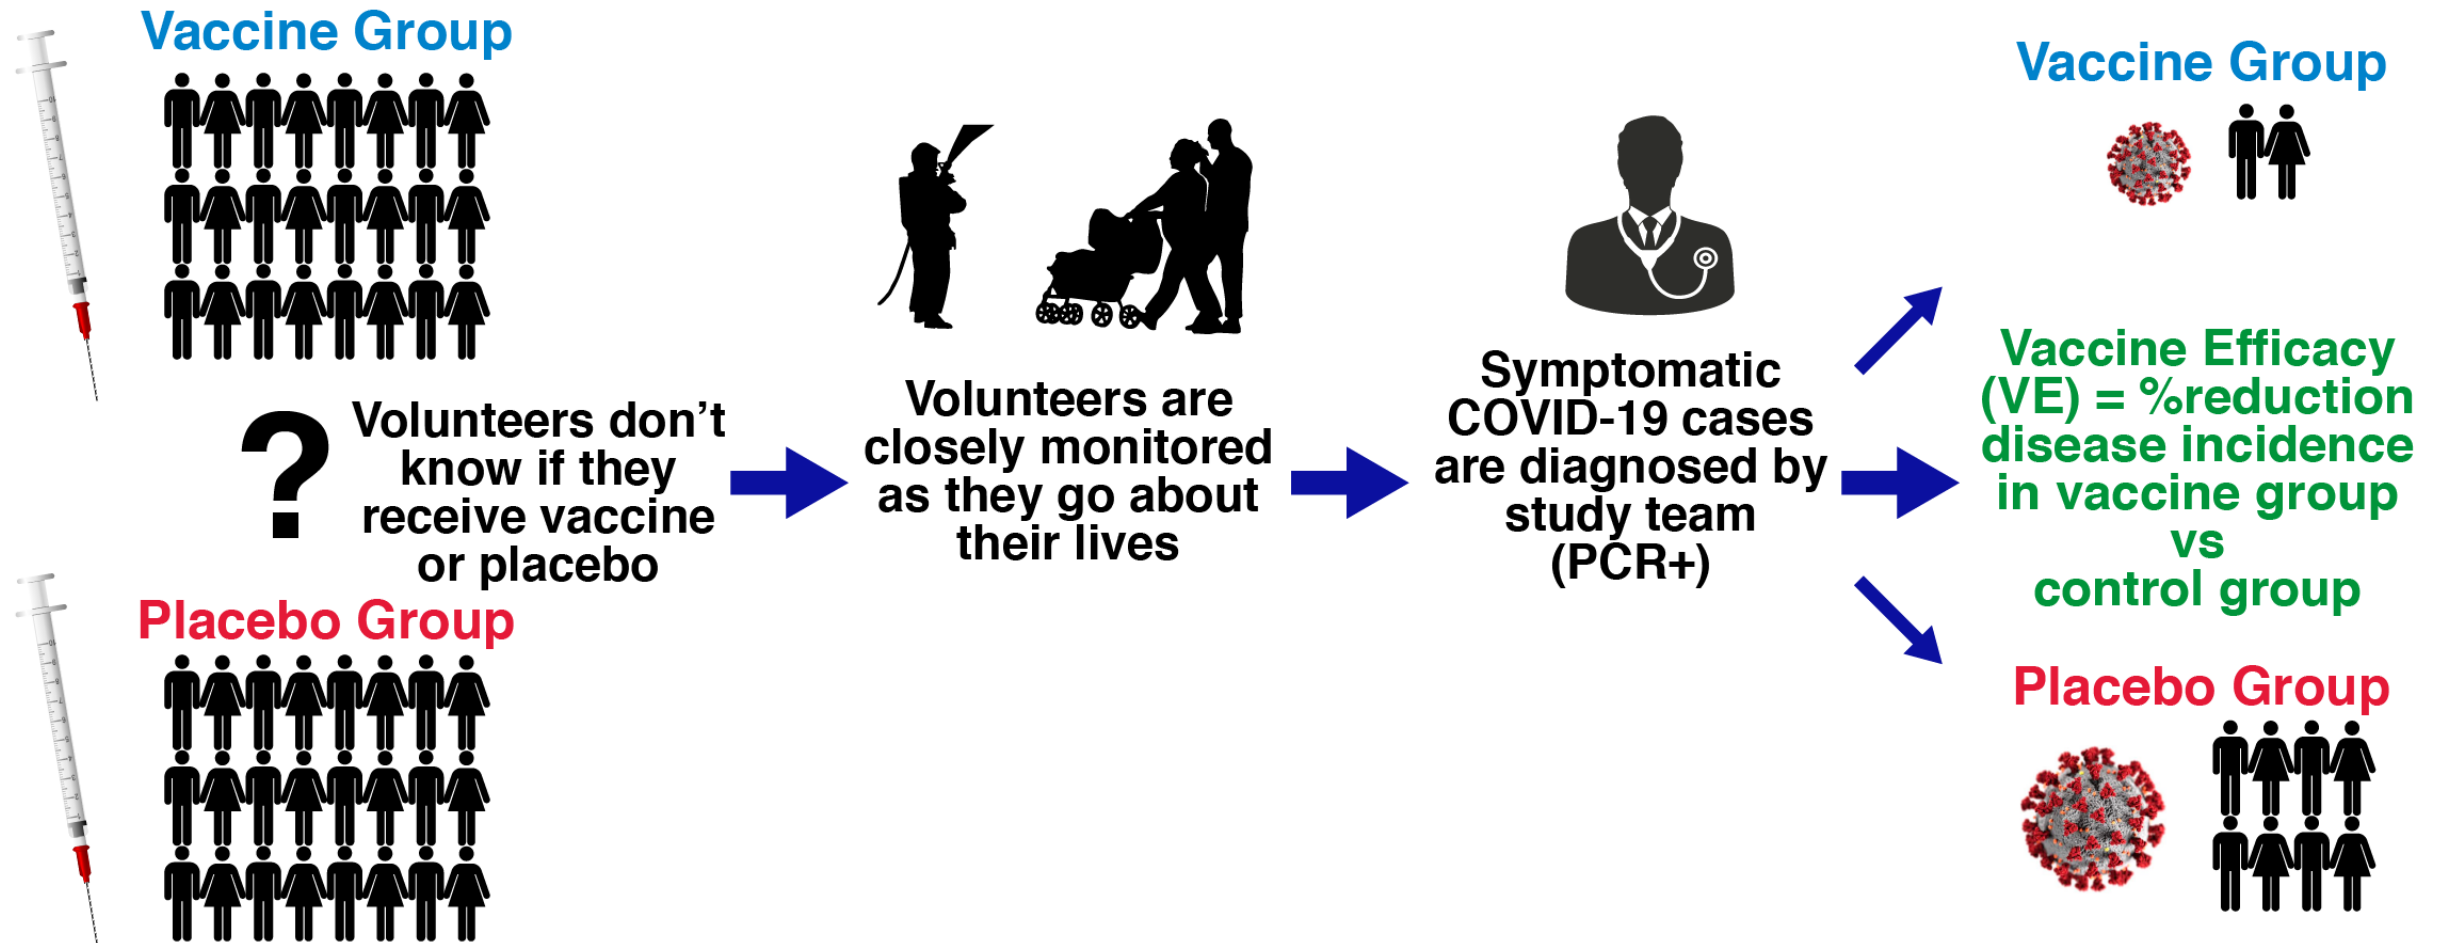 Vaccine Group
?
Volunteers don’t
know if they
receive vaccine
or placebo
Placebo Group
Volunteers are
closely monitored
as they go about
their lives
Symptomatic
COVID-19 cases
are diagnosed by
study team
(PCR+)
Vaccine Group
Vaccine Efficacy
(VE) = %reduction
disease incidence
in vaccine group
vs
control group
Placebo Group